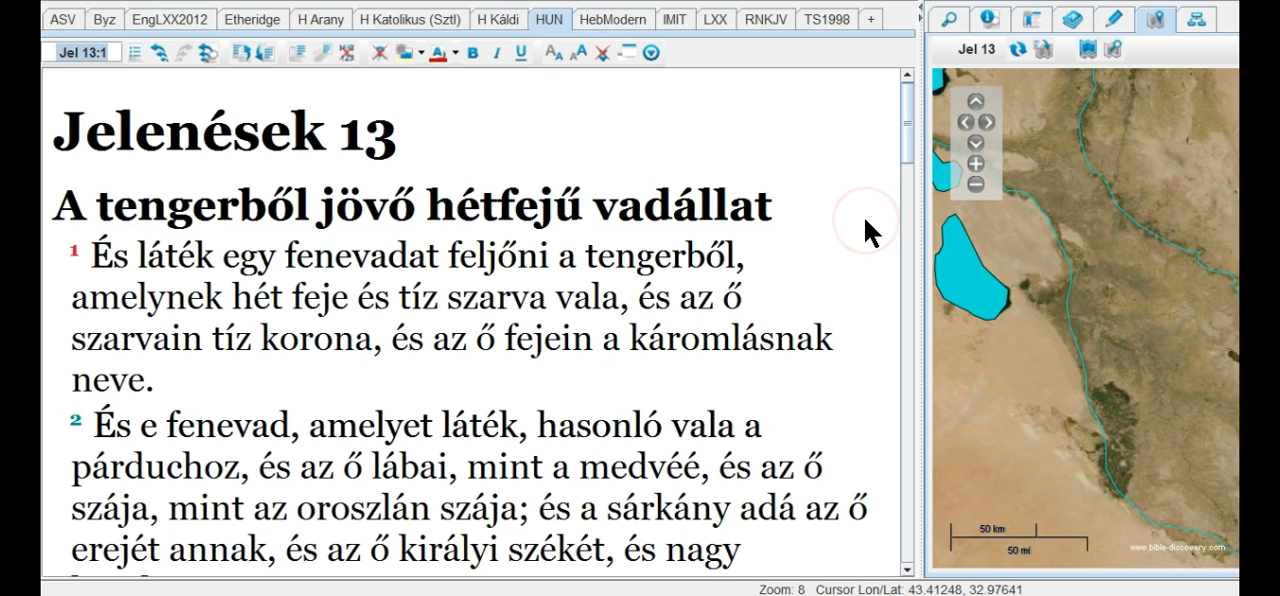 ASV Byz EngLXX2012 Etheridge H Arany H Katolikus (Sztl) H Káldi HUN HebModern IMIT LXX RNKJV TS1998 +
Jel 13:1
Jel 13
Jelenések 13
A tengerből jövő hétfejű vadállat
1 És láték egy fenevadat feljőni a tengerből,
amelynek hét feje és tíz szarva vala, és az ő
szarvain tíz korona, és az ő fejein a káromlásnak
neve.
2 És e fenevad, amelyet láték, hasonló vala a
párduchoz, és az ő lábai, mint a medvéé, és az ő
szája, mint az oroszlán szája; és a sárkány adá az ő
erejét annak, és az ő királyi székét, és nagy
50 km
50 mi
www.bible-discovery.com
Zoom: 8 Cursor Lon/Lat: 43.41248, 32.97641